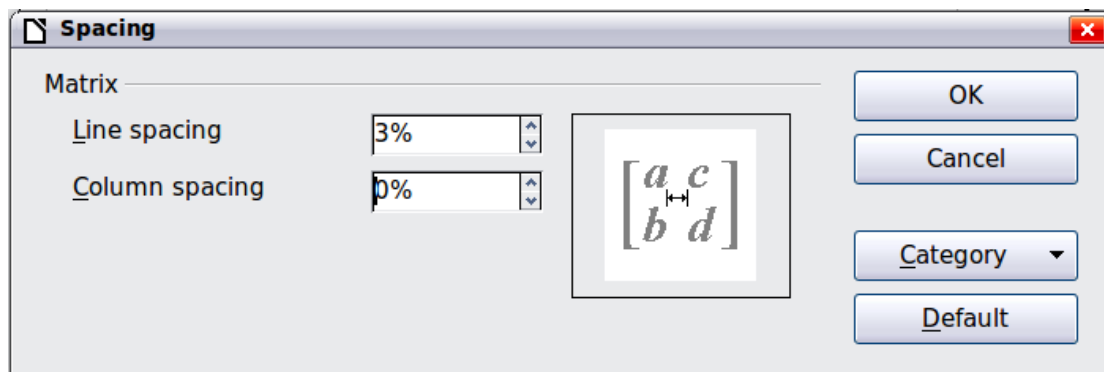 Spacing
Matrix
Line spacing 3%
Column spacing 0%
a c
b d
OK
Cancel
Category
Default